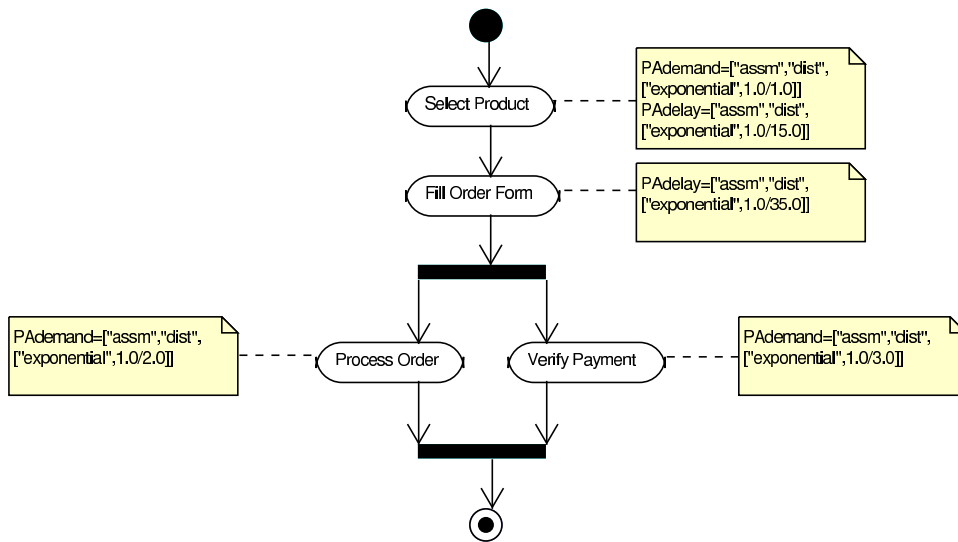 Select Product
PAdemand=["assm","dist",
["exponential",1.0/1.0]]
PAdelay=["assm","dist",
["exponential",1.0/15.0]]
Fill Order Form
PAdelay=["assm","dist",
["exponential",1.0/35.0]]
PAdemand=["assm","dist",
["exponential",1.0/2.0]]
Process Order
Verify Payment
PAdemand=["assm","dist",
["exponential",1.0/3.0]]